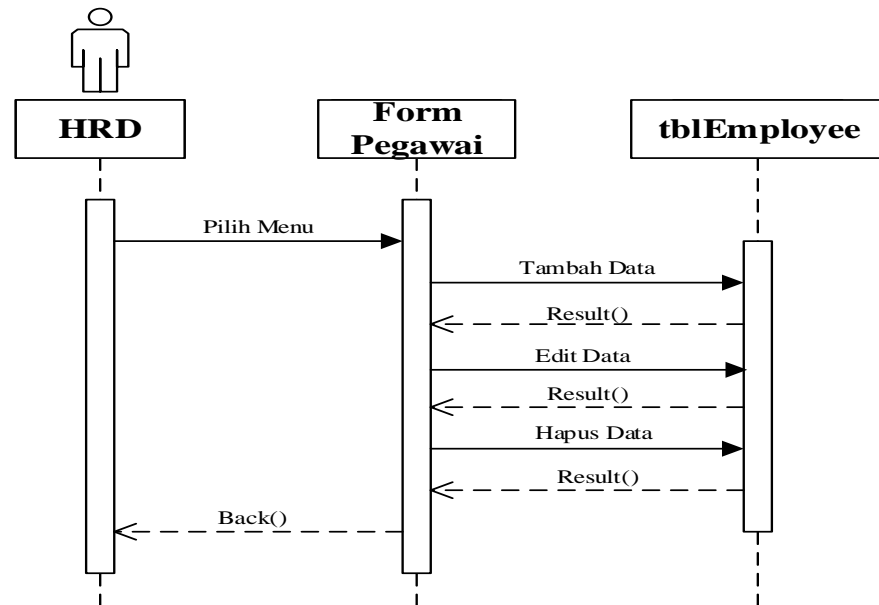 HRD
Form
Pegawai
tblEmployee
Pilih Menu
Tambah Data
Result()
Edit Data
Result()
Hapus Data
Result()
Back()